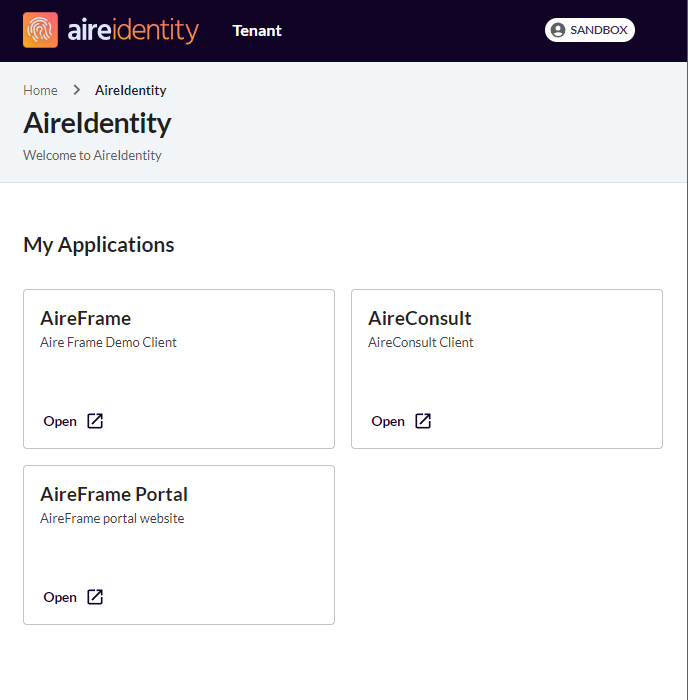 aireidentity
Tenant
SANDBOX
Home
AireIdentity
AireIdentity
Welcome to AireIdentity
My Applications
AireFrame
Aire Frame Demo Client
Open
AireConsult
AireConsult Client
Open
AireFrame Portal
AireFrame portal website
Open